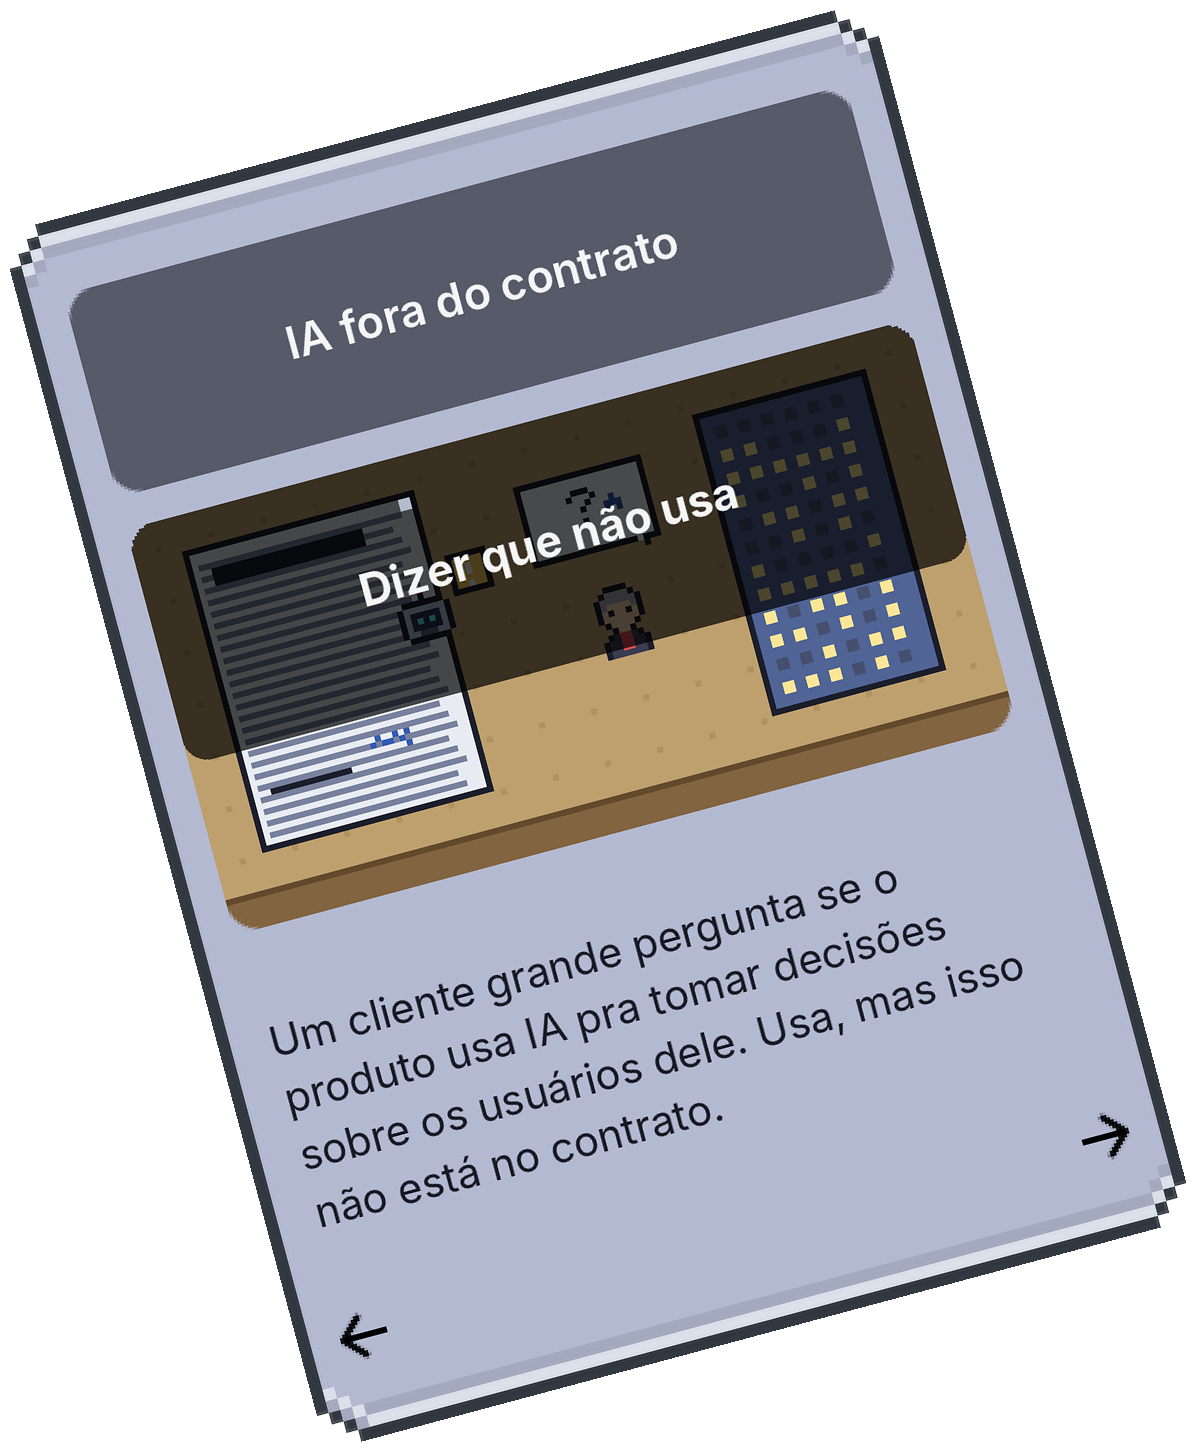 IA fora do contrato
Dizer que não usa
Um cliente grande pergunta se o
produto usa IA pra tomar decisões
sobre os usuários dele. Usa, mas isso
não está no contrato.